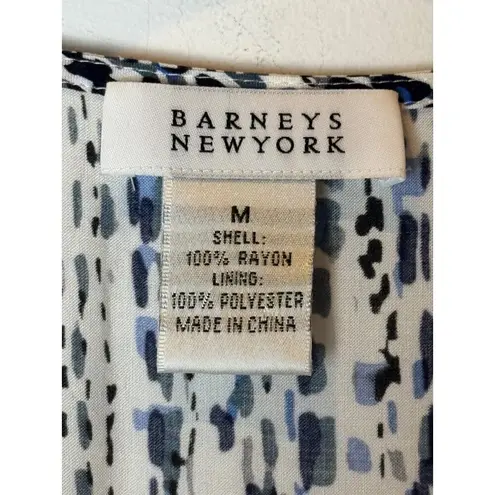 BARNEYS
NEWYORK
M
SHELL:
100% RAYON
LINING:
100% POLYESTER
MADE IN CHINA